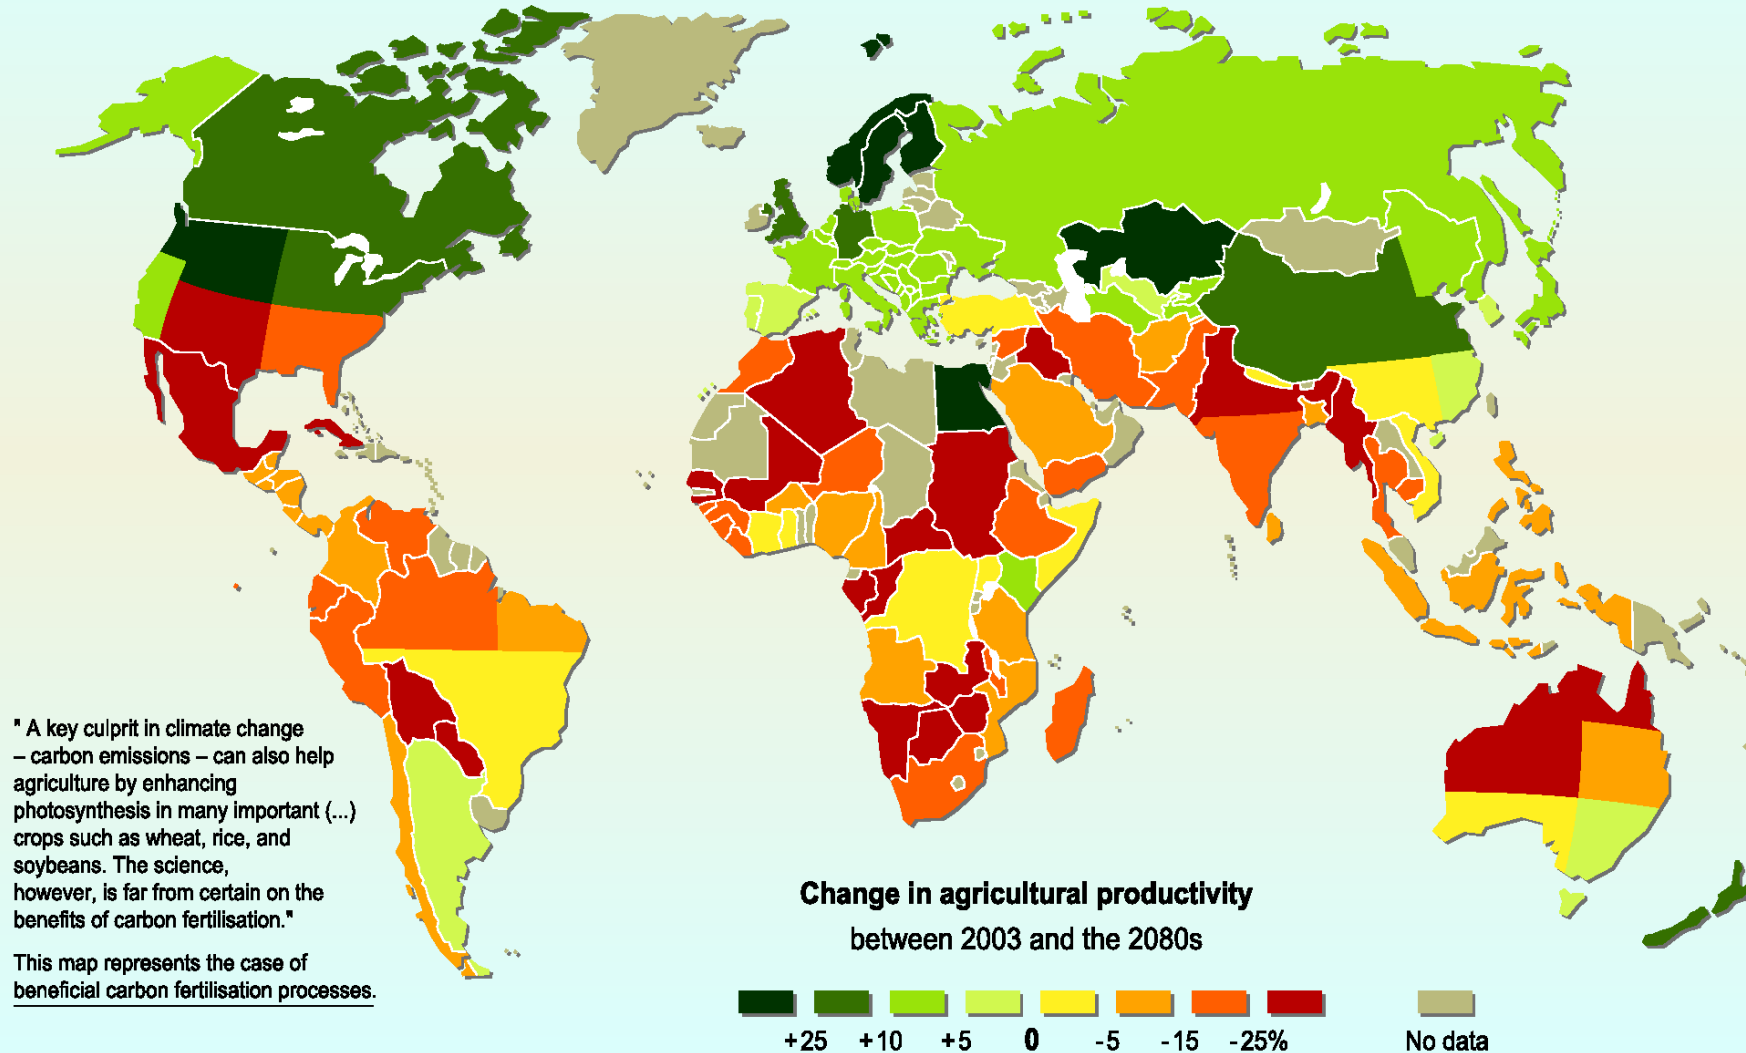 " A key culprit in climate change
– carbon emissions – can also help
agriculture by enhancing
photosynthesis in many important (...)
crops such as wheat, rice, and
soybeans. The science,
however, is far from certain on the
benefits of carbon fertilisation."
This map represents the case of
beneficial carbon fertilisation processes.
Change in agricultural productivity
between 2003 and the 2080s
+25 +10 +5 0 -5 -15 -25% No data